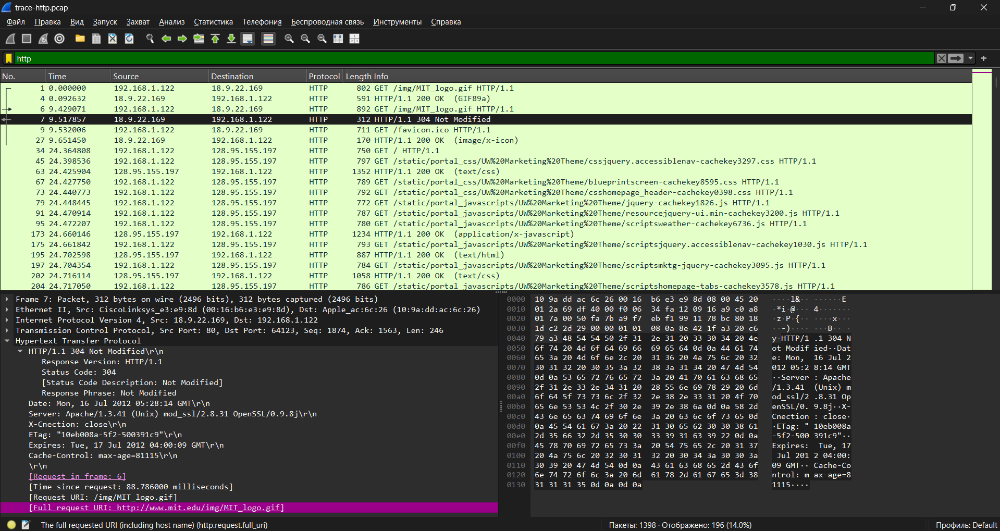 trace-http.pcap
Файл Правка Вид Запуск Захват Анализ Статистика Телефония Беспроводная связь Инструменты Справка
http
No. Time Source Destination Protocol Length Info
1 0.000000 192.168.1.122 18.9.22.169 HTTP 802 GET /img/MIT_logo.gif HTTP/1.1
4 0.092632 18.9.22.169 192.168.1.122 HTTP 591 HTTP/1.1 200 OK (GIF89a)
6 9.429071 192.168.1.122 18.9.22.169 HTTP 892 GET /img/MIT_logo.gif HTTP/1.1
7 9.517857 18.9.22.169 192.168.1.122 HTTP 312 HTTP/1.1 304 Not Modified
9 9.532006 192.168.1.122 18.9.22.169 HTTP 711 GET /favicon.ico HTTP/1.1
27 9.651450 18.9.22.169 192.168.1.122 HTTP 170 HTTP/1.1 200 OK (image/x-icon)
34 24.364808 192.168.1.122 128.95.155.197 HTTP 750 GET / HTTP/1.1
45 24.398536 192.168.1.122 128.95.155.197 HTTP 797 GET /static/portal_css/UW%20Marketing%20Theme/cssjquery.accessiblenav-cachekey3297.css HTTP/1.1
63 24.425904 128.95.155.197 192.168.1.122 HTTP 1352 HTTP/1.1 200 OK (text/css)
67 24.427750 192.168.1.122 128.95.155.197 HTTP 789 GET /static/portal_css/UW%20Marketing%20Theme/blueprintscreen-cachekey8595.css HTTP/1.1
73 24.440773 192.168.1.122 128.95.155.197 HTTP 792 GET /static/portal_css/UW%20Marketing%20Theme/csshomepage_header-cachekey0398.css HTTP/1.1
79 24.448445 192.168.1.122 128.95.155.197 HTTP 772 GET /static/portal_javascripts/UW%20Marketing%20Theme/jquery-cachekey1826.js HTTP/1.1
91 24.470914 192.168.1.122 128.95.155.197 HTTP 787 GET /static/portal_javascripts/UW%20Marketing%20Theme/resourcejquery-ui.min-cachekey3200.js HTTP/1.1
95 24.472207 192.168.1.122 128.95.155.197 HTTP 780 GET /static/portal_javascripts/UW%20Marketing%20Theme/scriptsweather-cachekey6736.js HTTP/1.1
173 24.660146 128.95.155.197 192.168.1.122 HTTP 1234 HTTP/1.1 200 OK (application/x-javascript)
175 24.661842 192.168.1.122 128.95.155.197 HTTP 793 GET /static/portal_javascripts/UW%20Marketing%20Theme/scriptsjquery.accessiblenav-cachekey1030.js HTTP/1.1
195 24.702598 128.95.155.197 192.168.1.122 HTTP 887 HTTP/1.1 200 OK (text/html)
197 24.704354 192.168.1.122 128.95.155.197 HTTP 784 GET /static/portal_javascripts/UW%20Marketing%20Theme/scriptsmktg-jquery-cachekey3095.js HTTP/1.1
202 24.716114 128.95.155.197 192.168.1.122 HTTP 1058 HTTP/1.1 200 OK (text/css)
204 24.717050 192.168.1.122 128.95.155.197 HTTP 786 GET /static/portal_javascripts/UW%20Marketing%20Theme/scriptshomepage-tabs-cachekey3578.js HTTP/1.1
Frame 7: Packet, 312 bytes on wire (2496 bits), 312 bytes captured (2496 bits)
Ethernet II, Src: CiscoLinksys_e3:e9:8d (00:16:b6:e3:e9:8d), Dst: Apple_ac:6c:26 (10:9a:dd:ac:6c:26)
Internet Protocol Version 4, Src: 18.9.22.169, Dst: 192.168.1.122
Transmission Control Protocol, Src Port: 80, Dst Port: 64123, Seq: 1874, Ack: 1563, Len: 246
Hypertext Transfer Protocol
HTTP/1.1 304 Not Modified\r\n
Response Version: HTTP/1.1
Status Code: 304
[Status Code Description: Not Modified]
Response Phrase: Not Modified
Date: Mon, 16 Jul 2012 05:28:14 GMT\r\n
Server: Apache/1.3.41 (Unix) mod_ssl/2.8.31 OpenSSL/0.9.8j\r\n
X-Cnection: close\r\n
ETag: "10eb008a-5f2-500391c9"\r\n
Expires: Tue, 17 Jul 2012 04:00:09 GMT\r\n
Cache-Control: max-age=81115\r\n
\r\n
[Request in frame: 6]
[Time since request: 88.786000 milliseconds]
[Request URI: /img/MIT_logo.gif]
[Full request URI: http://www.mit.edu/img/MIT_logo.gif]
0000 10 9a dd ac 6c 26 00 16 b6 e3 e9 8d 08 00 45 20 ····l&·· ······E
0010 01 2a 69 df 40 00 f0 06 34 fa 12 09 16 a9 c0 a8 ·*i·@··· 4·······
0020 01 7a 00 50 fa 7b a9 f7 eb f1 99 11 78 bc 80 18 ·z·P·{·· ····x···
0030 1d c2 2d 29 00 00 01 01 08 0a 8e 42 1f a3 20 c6 ··-)···· ···B·· ·
0040 79 a3 48 54 54 50 2f 31 2e 31 20 33 30 34 20 4e y·HTTP/1 .1 304 N
0050 6f 74 20 4d 6f 64 69 66 69 65 64 0d 0a 44 61 74 ot Modif ied··Dat
0060 65 3a 20 4d 6f 6e 2c 20 31 36 20 4a 75 6c 20 32 e: Mon,  16 Jul 2
0070 30 31 32 20 30 35 3a 32 38 3a 31 34 20 47 4d 54 012 05:2 8:14 GMT
0080 0d 0a 53 65 72 76 65 72 3a 20 41 70 61 63 68 65 ··Server : Apache
0090 2f 31 2e 33 2e 34 31 20 28 55 6e 69 78 29 20 6d /1.3.41  (Unix) m
00a0 6f 64 5f 73 73 6c 2f 32 2e 38 2e 33 31 20 4f 70 od_ssl/2 .8.31 Op
00b0 65 6e 53 53 4c 2f 30 2e 39 2e 38 6a 0d 0a 58 2d enSSL/0. 9.8j··X-
00c0 43 6e 65 63 74 69 6f 6e 3a 20 63 6c 6f 73 65 0d Cnection : close·
00d0 0a 45 54 61 67 3a 20 22 31 30 65 62 30 30 38 61 ·ETag: " 10eb008a
00e0 2d 35 66 32 2d 35 30 30 33 39 31 63 39 22 0d 0a -5f2-500 391c9"··
00f0 45 78 70 69 72 65 73 3a 20 54 75 65 2c 20 31 37 Expires:  Tue, 17
0100 20 4a 75 6c 20 32 30 31 32 20 30 34 3a 30 30 3a  Jul 201 2 04:00:
0110 30 39 20 47 4d 54 0d 0a 43 61 63 68 65 2d 43 6f 09 GMT·· Cache-Co
0120 6e 74 72 6f 6c 3a 20 6d 61 78 2d 61 67 65 3d 38 ntrol: m ax-age=8
0130 31 31 31 35 0d 0a 0d 0a 1115····
The full requested URI (including host name) (http.request.full_uri) Пакеты: 1398 · Отображено: 196 (14.0%) Профиль: Default